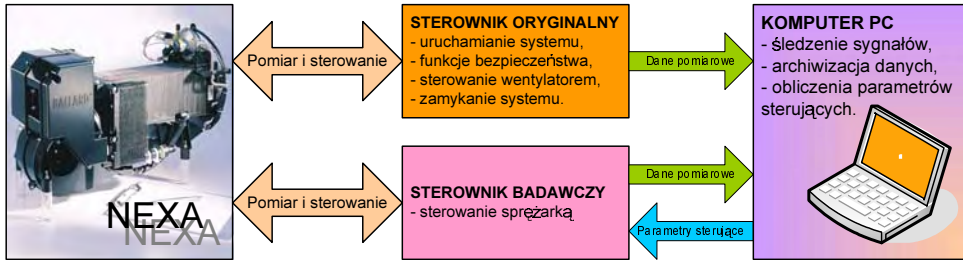 BALLARD
NEXA
NEXA
Pomiar i sterowanie
STEROWNIK ORYGINALNY
- uruchamianie systemu,
- funkcje bezpieczeństwa,
- sterowanie wentylatorem,
- zamykanie systemu.
Dane pomiarowe
KOMPUTER PC
- śledzenie sygnałów,
- archiwizacja danych,
- obliczenia parametrów
sterujących.
Pomiar i sterowanie
STEROWNIK BADAWCZY
- sterowanie sprężarką
Dane pomiarowe
Parametry sterujące